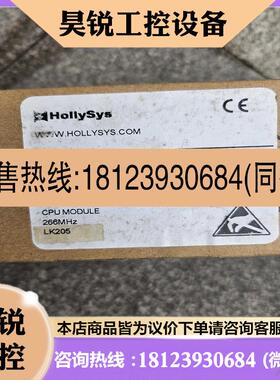 昊锐工控设备
HollySys
WWW.HOLLYSYS.COM
CE
售热线:18123930684(同
CPU MODULE
266MHz
LK205
锐
控
本店商品皆为议价下单请咨询客服
咨询热线:18123930684 (微